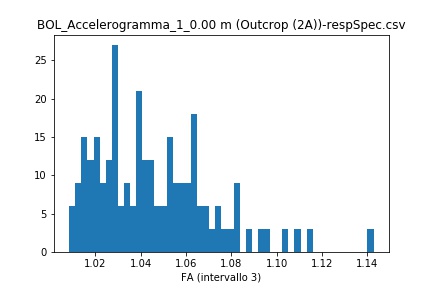 BOL_Accelerogramma_1_0.00 m (Outcrop (2A))-respSpec.csv
25
20
15
10
5
0
1.02 1.04 1.06 1.08 1.10 1.12 1.14
FA (intervallo 3)